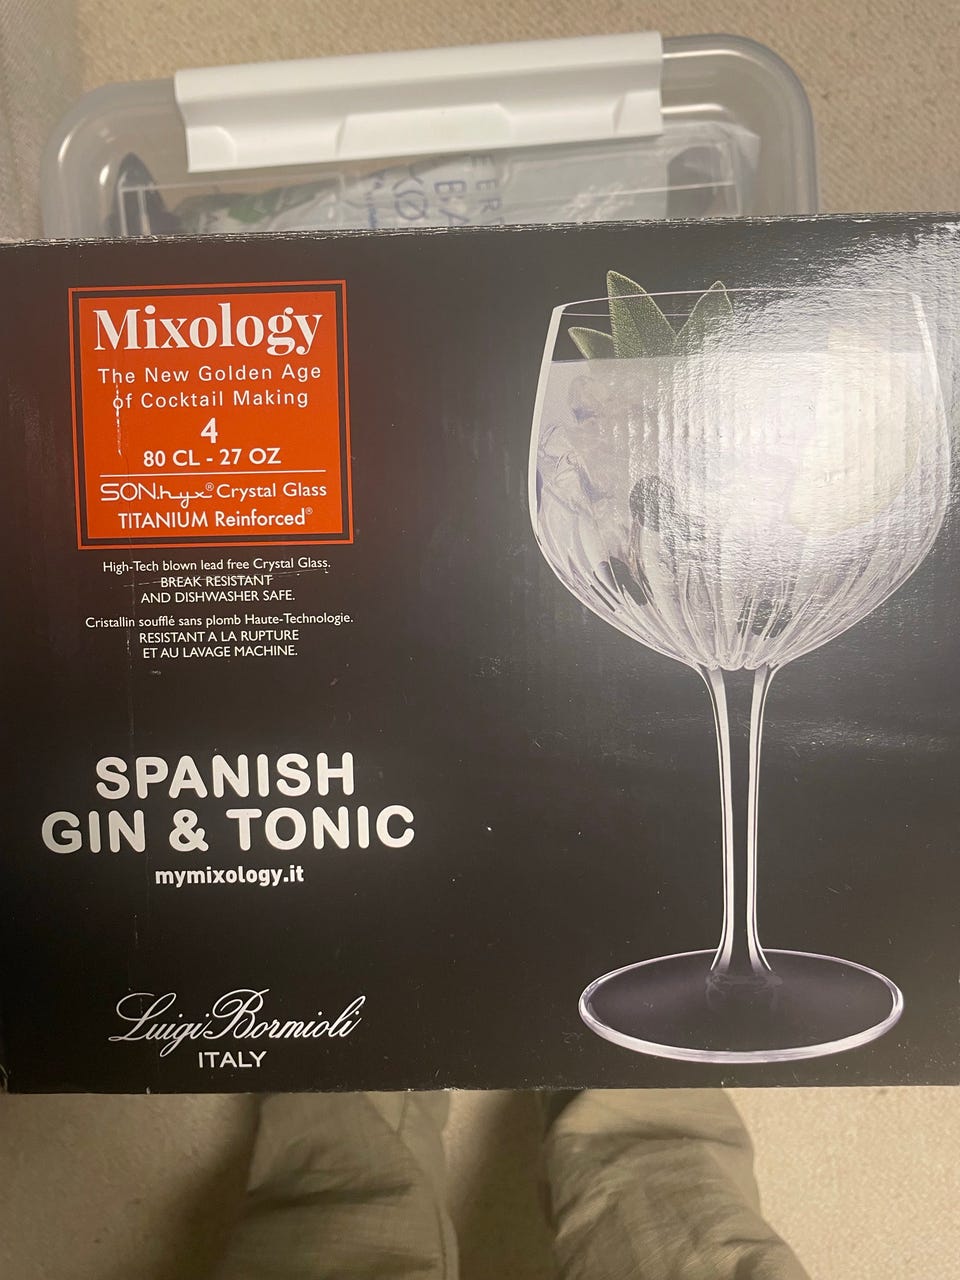 Mixology
The New Golden Age
of Cocktail Making
4
80 CL - 27 OZ
SON.hyx® Crystal Glass
TITANIUM Reinforced®
High-Tech blown lead free Crystal Glass.
BREAK RESISTANT
AND DISHWASHER SAFE.
Cristallin soufflé sans plomb Haute-Technologie.
RESISTANT A LA RUPTURE
ET AU LAVAGE MACHINE.
SPANISH
GIN & TONIC
mymixology.it
Luigi Bormioli
ITALY